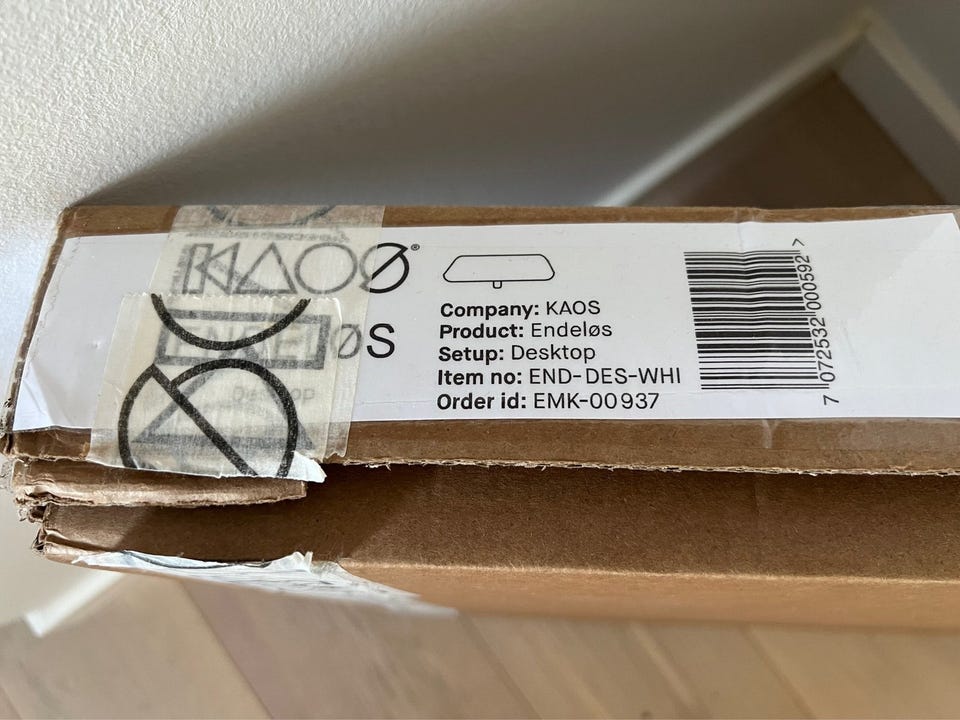 KAOS®
ENDELøS
Company: KAOS
Product: Endeløs
Setup: Desktop
Item no: END-DES-WHI
Order id: EMK-00937
7 072532 000592 >